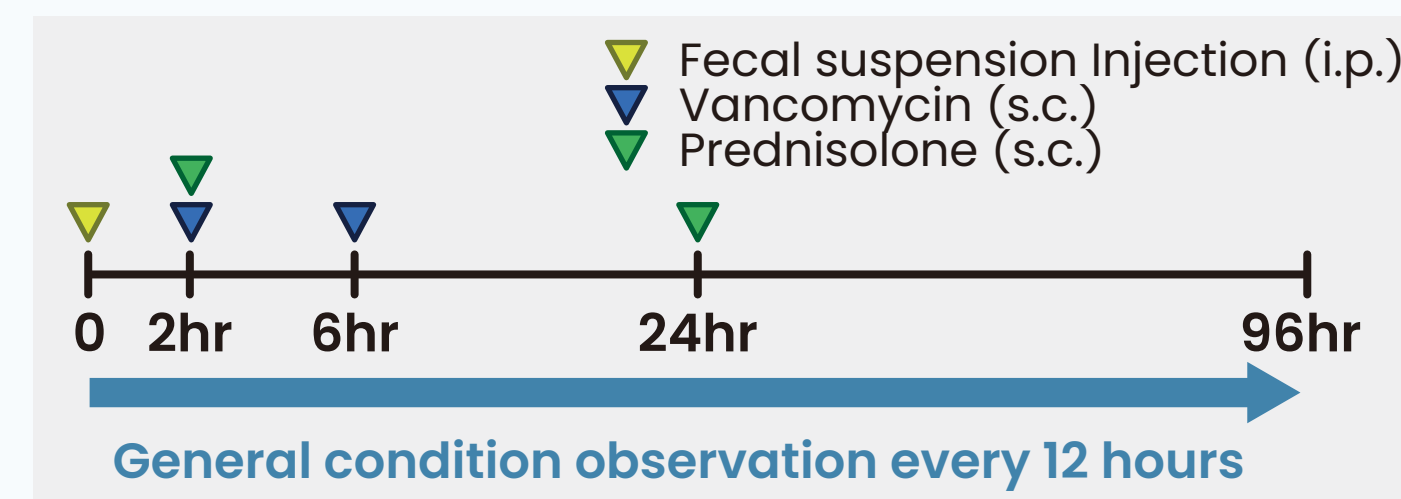 Fecal suspension Injection (i.p.)
Vancomycin (s.c.)
Prednisolone (s.c.)
0 2hr 6hr 24hr 96hr
General condition observation every 12 hours